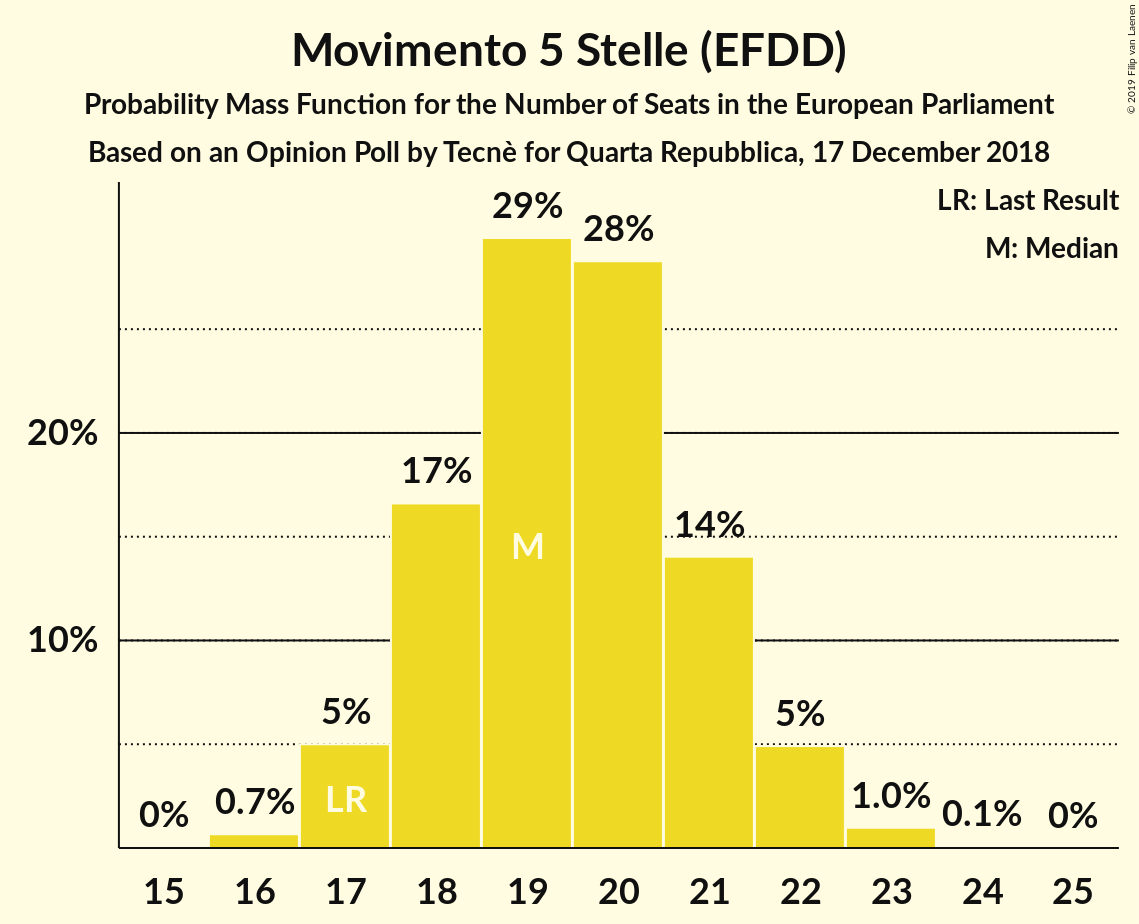 Movimento 5 Stelle (EFDD)
Probability Mass Function for the Number of Seats in the European Parliament
Based on an Opinion Poll by Tecnè for Quarta Repubblica, 17 December 2018
© 2019 Filip van Laenen
LR: Last Result
M: Median
29%
28%
20%
17%
14%
M
10%
5%
5%
LR
0%
0.7%
1.0%
0.1%
0%
15 16 17 18 19 20 21 22 23 24 25